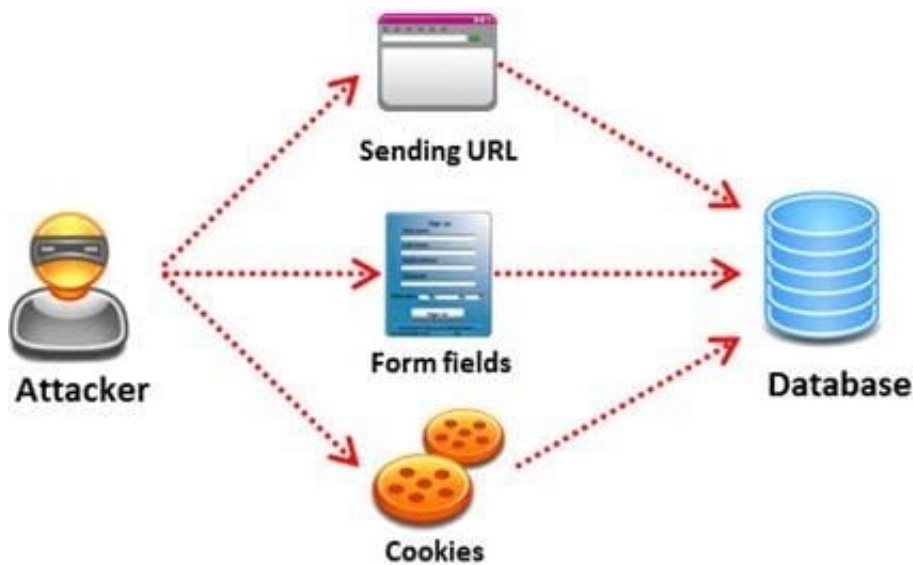 Sending URL
Attacker
Form fields
Database
Cookies